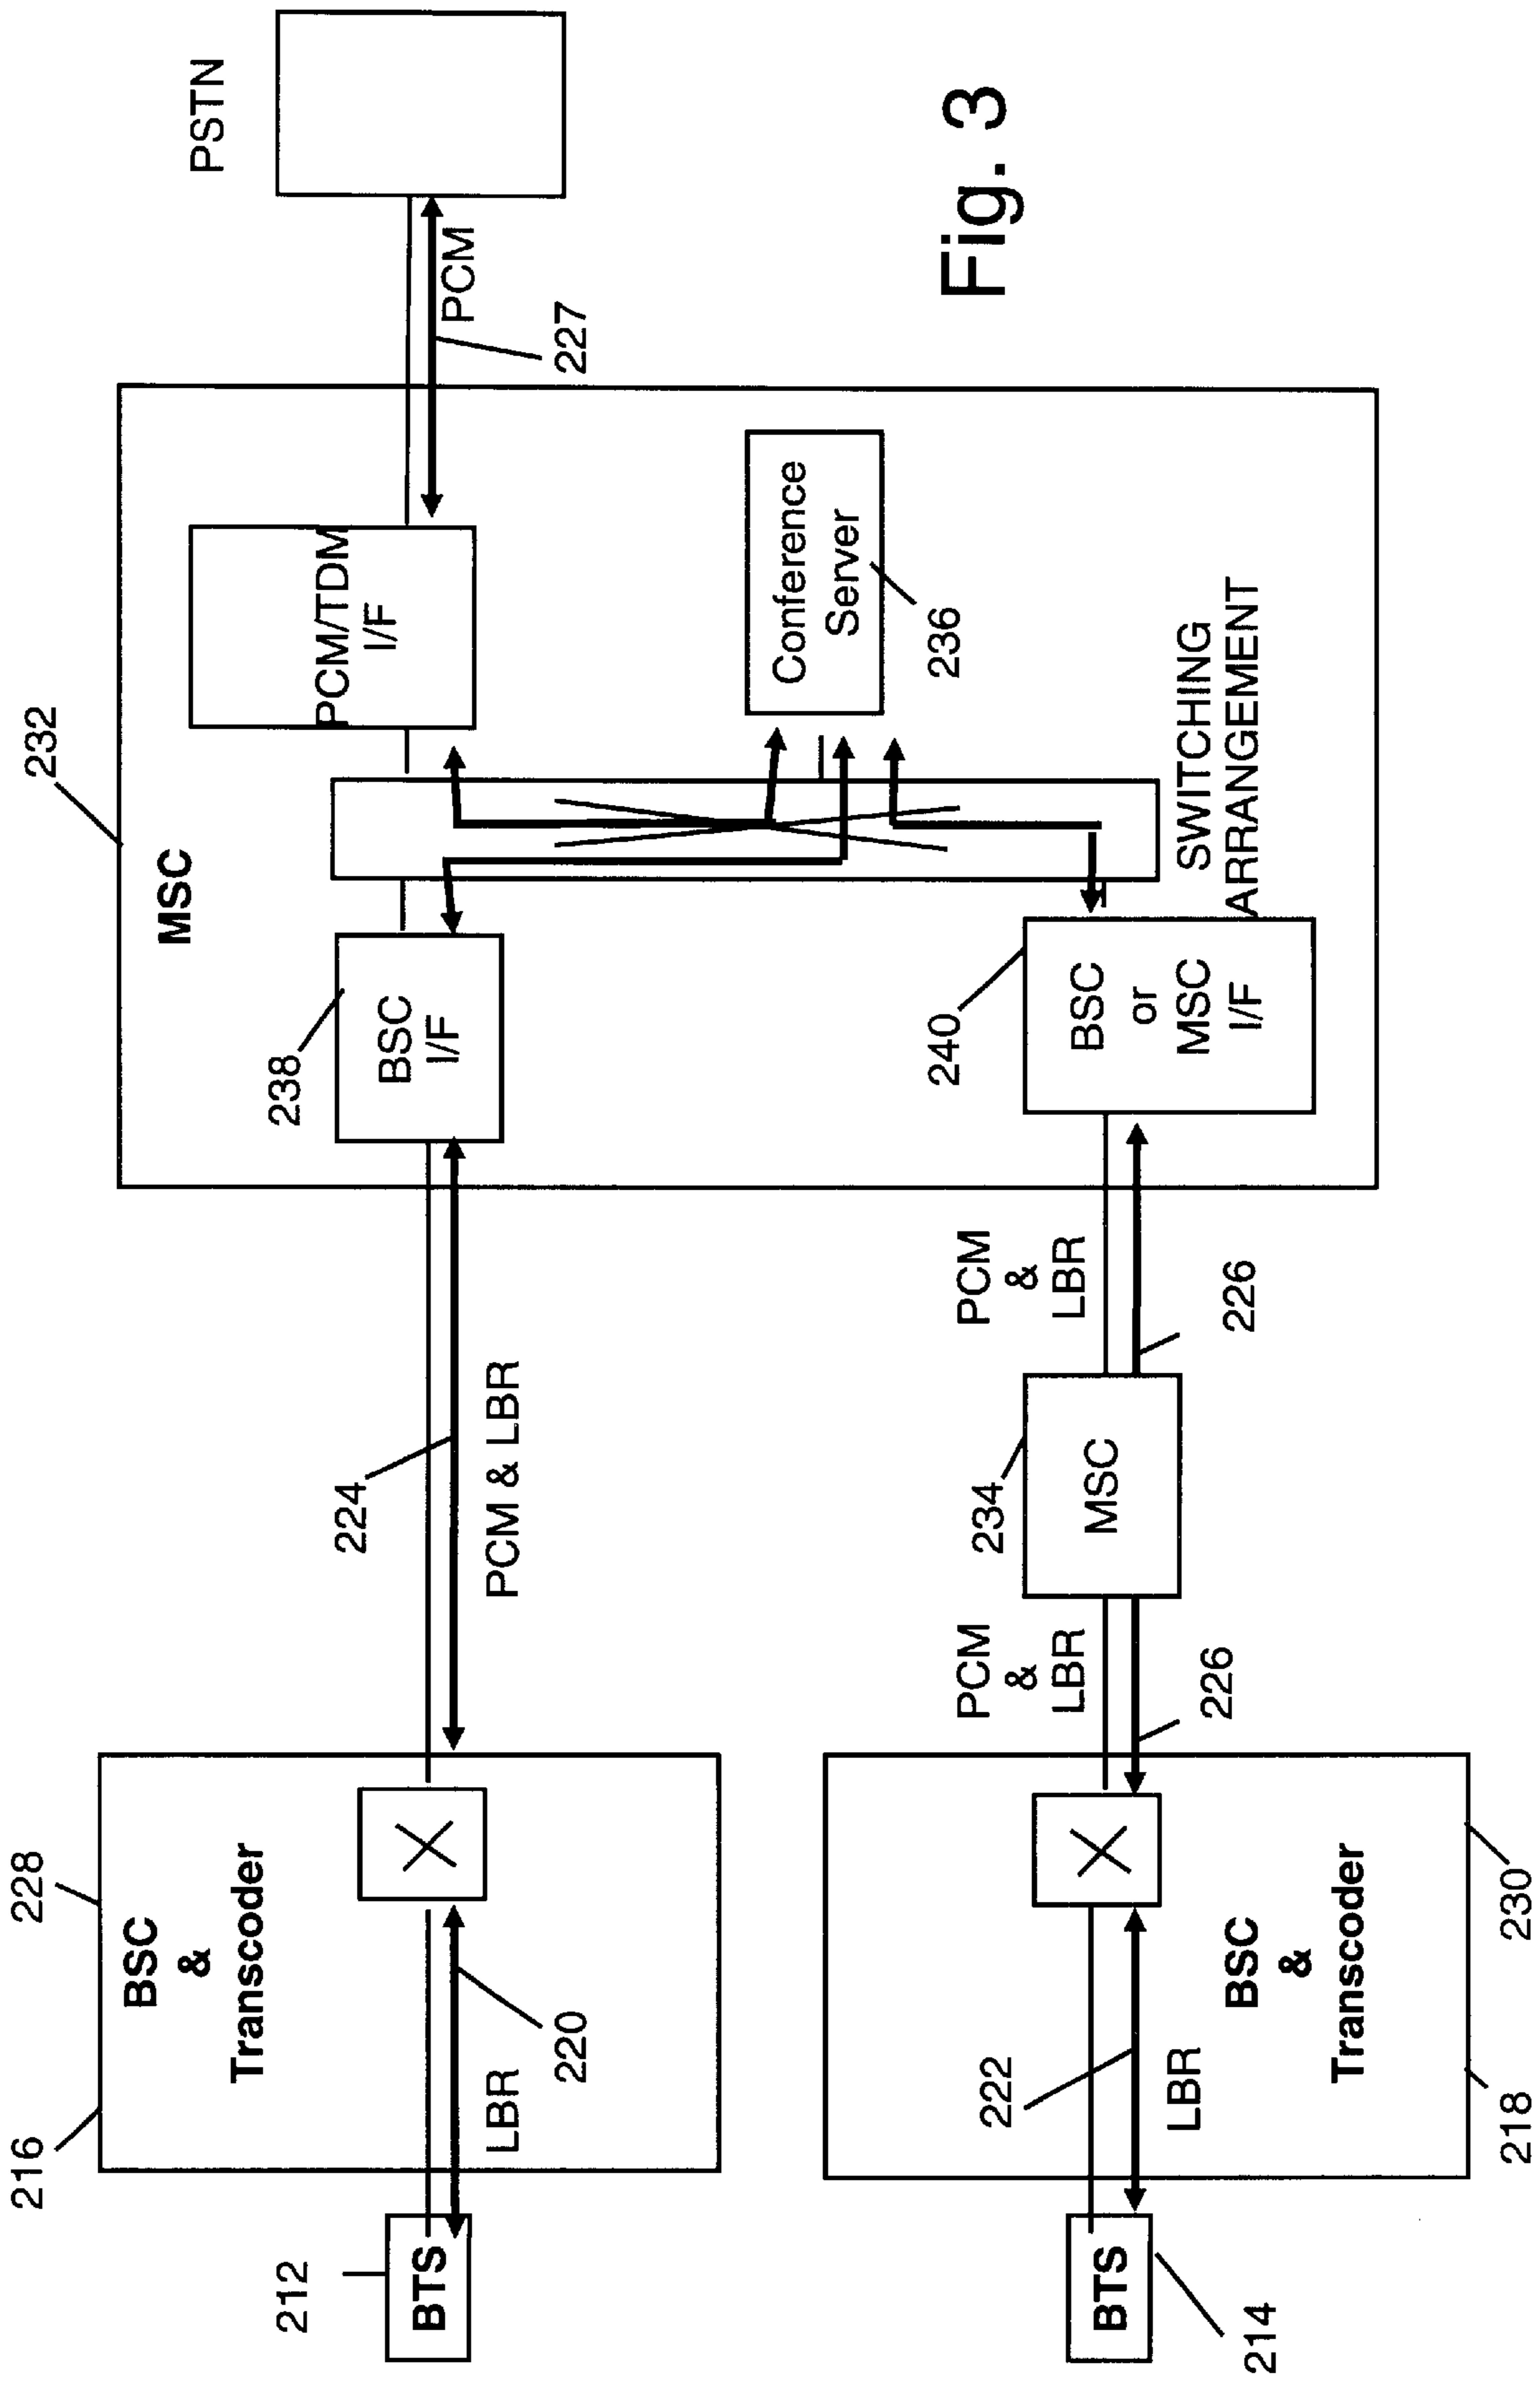 216
228
BSC
&
Transcoder
212
BTS
LBR
220
224
PCM & LBR
232
MSC
238
BSC
I/F
PCM/TDM
I/F
PSTN
PCM
227
Conference
Server
236
SWITCHING
ARRANGEMENT
240
BSC
or
MSC
I/F
PCM
&
LBR
226
234
MSC
PCM
&
LBR
226
222
LBR
BTS
214
BSC
&
Transcoder
218
230
Fig. 3